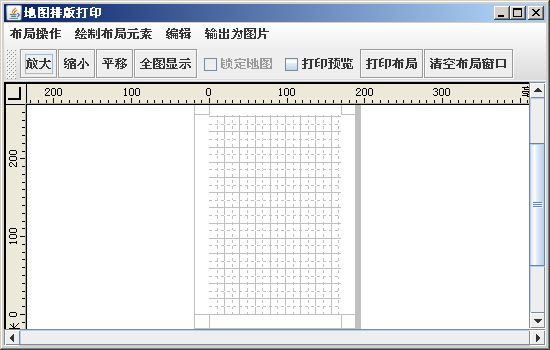 地图排版打印
布局操作 绘制布局元素 编辑 输出为图片
放大 缩小 平移 全图显示 锁定地图 打印预览 打印布局 清空布局窗口
200 100 0 100 200 300
200
100
0